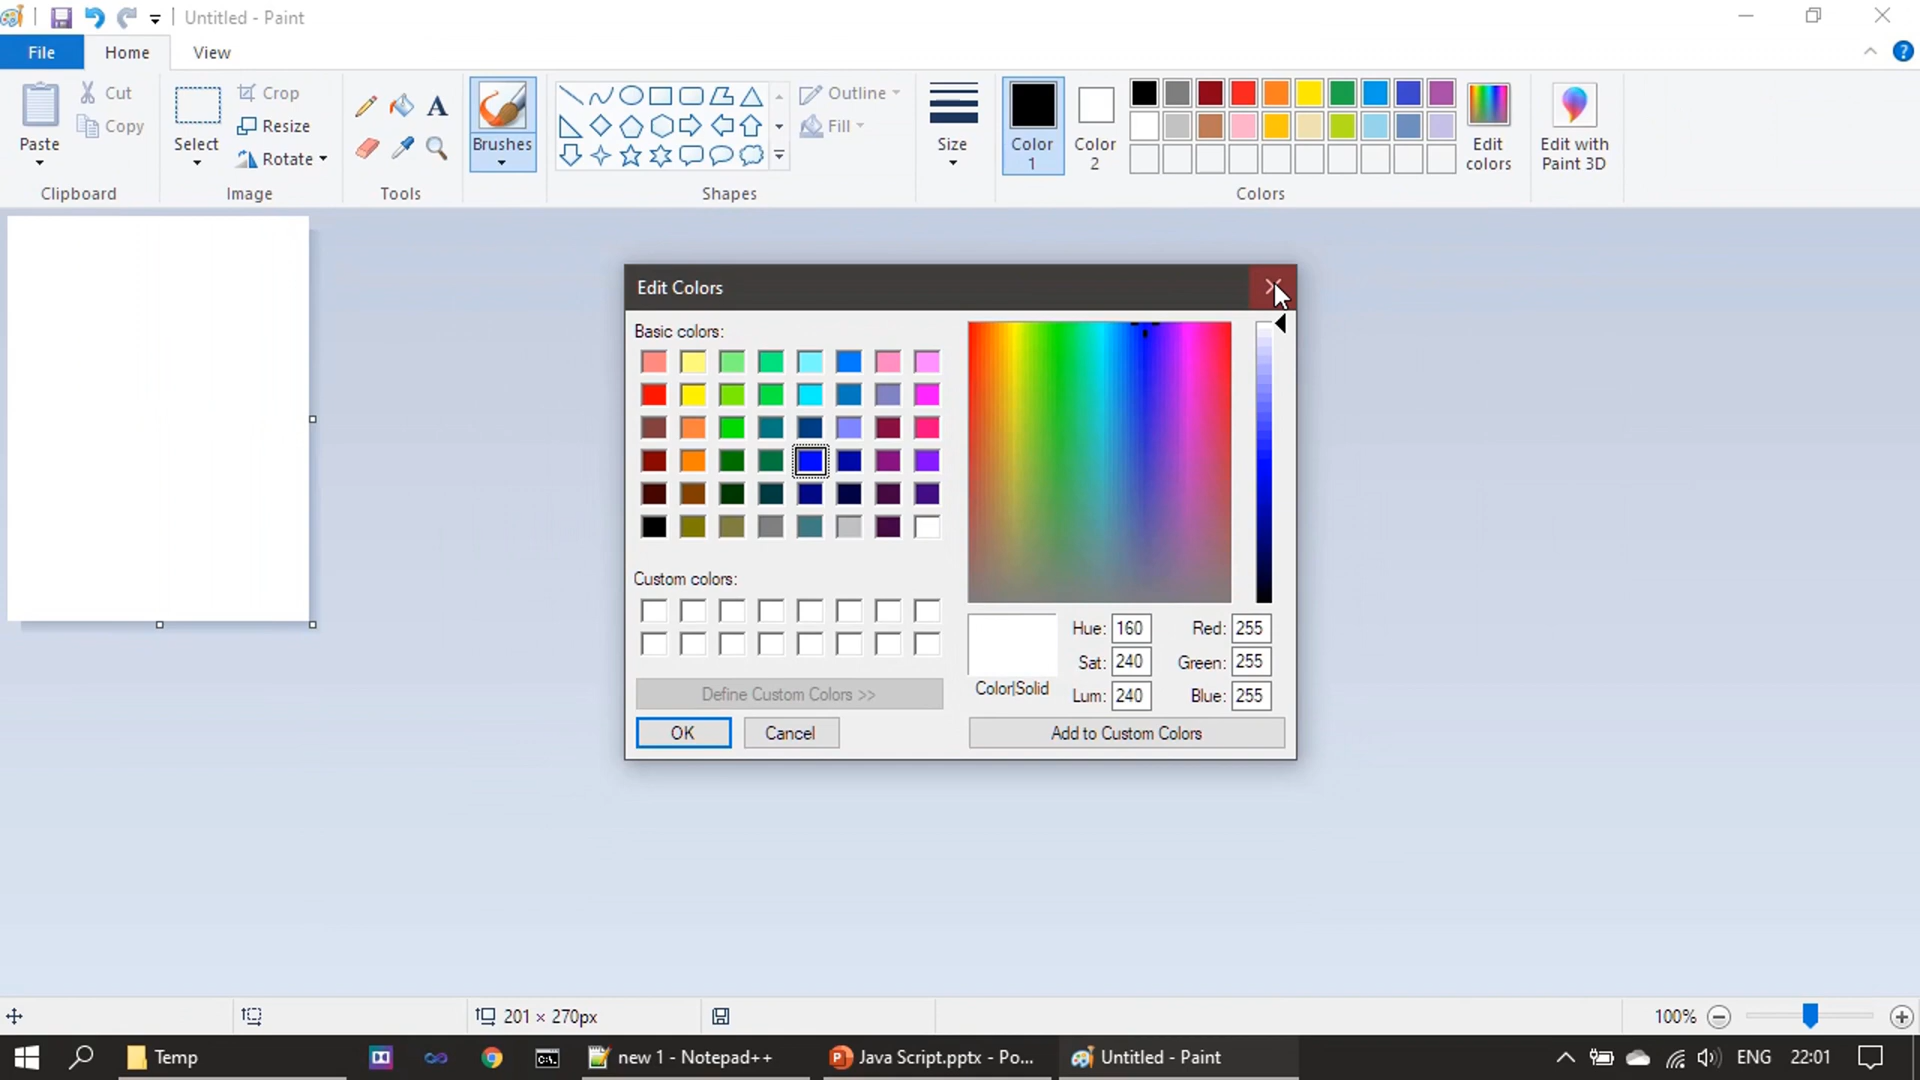 Untitled - Paint
File Home View
Paste
Cut
Copy
Clipboard
Select
Crop
Resize
Rotate
Image
A
Tools
Brushes
Outline
Fill
Shapes
Size
Color 1
Color 2
Edit colors
Colors
Edit with Paint 3D
Edit Colors
Basic colors:
Custom colors:
Define Custom Colors >>
OK Cancel
Color|Solid
Hue: 160 Red: 255
Sat: 240 Green: 255
Lum: 240 Blue: 255
Add to Custom Colors
201 × 270px
100%
Temp
new 1 - Notepad++
Java Script.pptx - Po...
Untitled - Paint
ENG 22:01